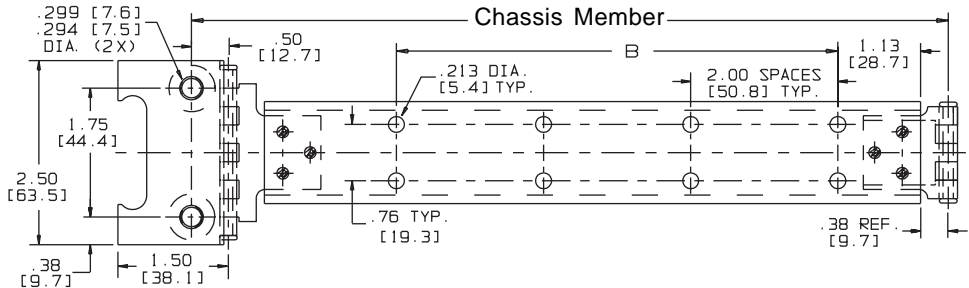 Chassis Member
.299 [7.6]
.294 [7.5]
DIA. (2X)
.50
[12.7]
B
1.13
[28.7]
.213 DIA.
[5.4] TYP.
2.00 SPACES
[50.8] TYP.
1.75
[44.4]
2.50
[63.5]
.76 TYP.
[19.3]
.38 REF.
[9.7]
.38
[9.7]
1.50
[38.1]